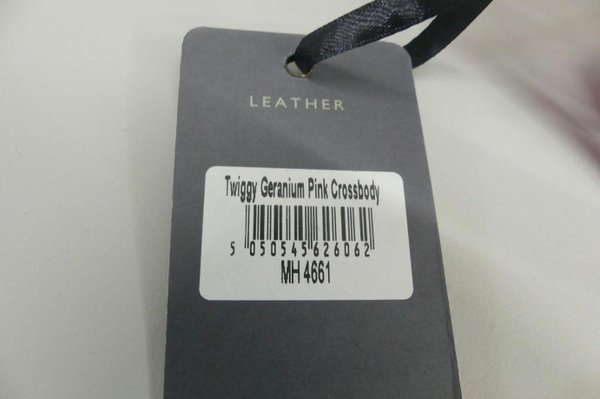 LEATHER
Twiggy Geranium Pink Crossbody
5 050545 626062
MH 4661